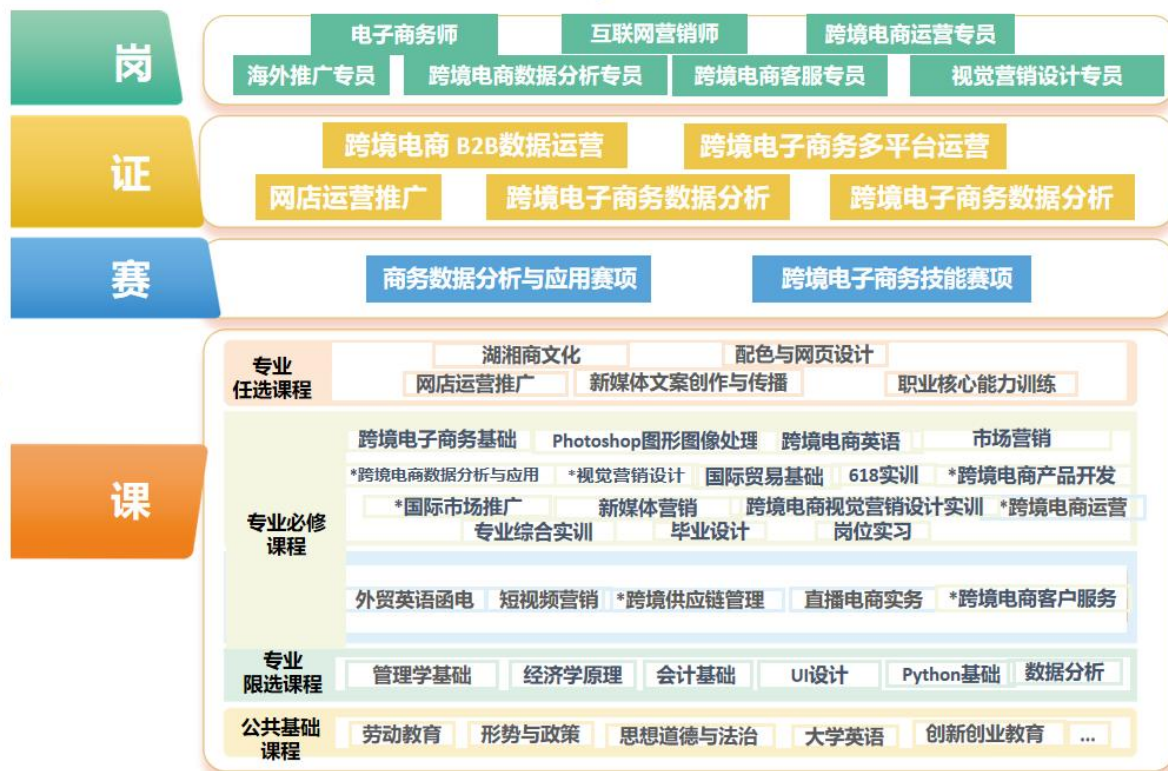 岗
电子商务师 互联网营销师 跨境电商运营专员
海外推广专员 跨境电商数据分析专员 跨境电商客服专员 视觉营销设计专员
证
跨境电商 B2B数据运营 跨境电子商务多平台运营
网店运营推广 跨境电子商务数据分析 跨境电子商务数据分析
赛
商务数据分析与应用赛项 跨境电子商务技能赛项
课
专业
任选课程
湖湘商文化 配色与网页设计
网店运营推广 新媒体文案创作与传播 职业核心能力训练
专业必修
课程
跨境电子商务基础 Photoshop图形图像处理 跨境电商英语 市场营销
*跨境电商数据分析与应用 *视觉营销设计 国际贸易基础 618实训 *跨境电商产品开发
*国际市场推广 新媒体营销 跨境电商视觉营销设计实训 *跨境电商运营
专业综合实训 毕业设计 岗位实习
外贸英语函电 短视频营销 *跨境供应链管理 直播电商实务 *跨境电商客户服务
专业
限选课程
管理学基础 经济学原理 会计基础 UI设计 Python基础 数据分析
公共基础
课程
劳动教育 形势与政策 思想道德与法治 大学英语 创新创业教育 ...